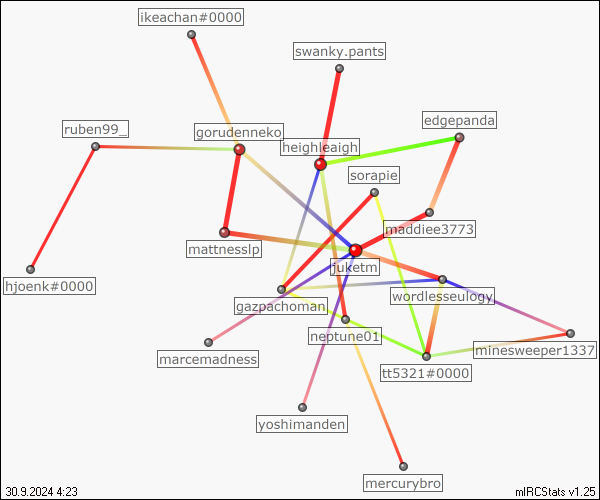 ikeachan#0000
swanky.pants
edgepanda
ruben99_
gorudenneko
heighleaigh
sorapie
maddiee3773
mattnesslp
juketm
hjoenk#0000
wordlesseulogy
gazpachoman
neptune01
marcemadness
minesweeper1337
tt5321#0000
yoshimanden
mercurybro
30.9.2024 4:23
mIRCStats v1.25